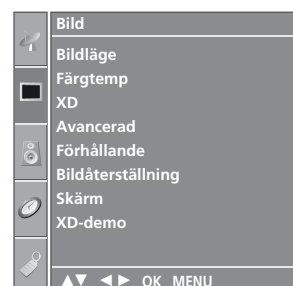 Bild
Bildläge
Färgtemp
XD
Avancerad
Förhållande
Bildåterställning
Skärm
XD-demo
▲▼ ◄► OK MENU